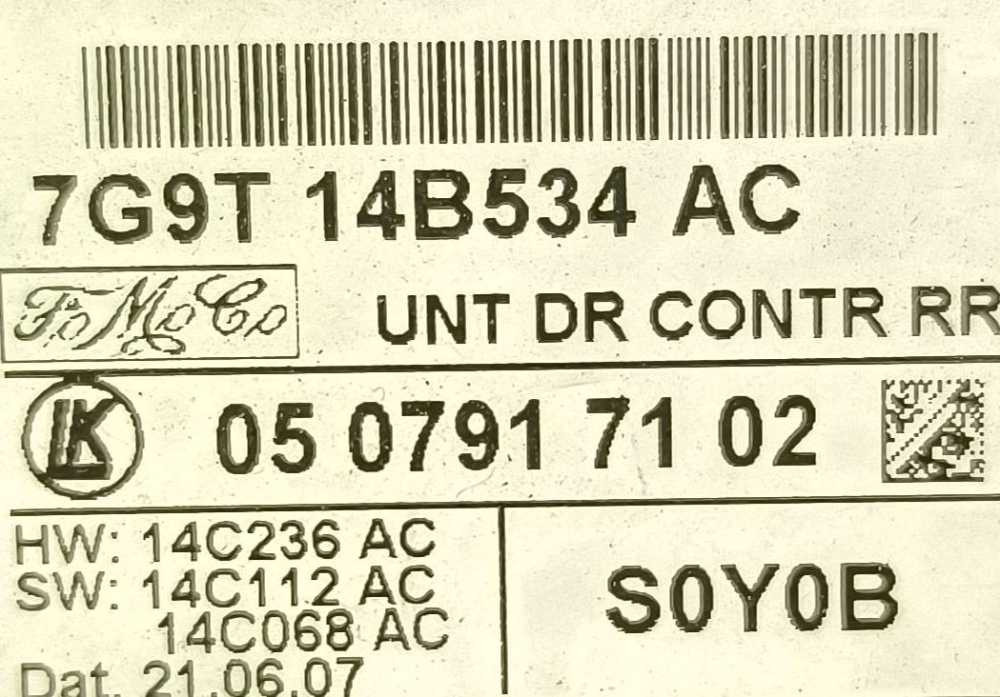 7G9T 14B534 AC
FoMoCo UNT DR CONTR RR
LK 05 0791 71 02
HW: 14C236 AC
SW: 14C112 AC
14C068 AC
Dat. 21.06.07
S0Y0B